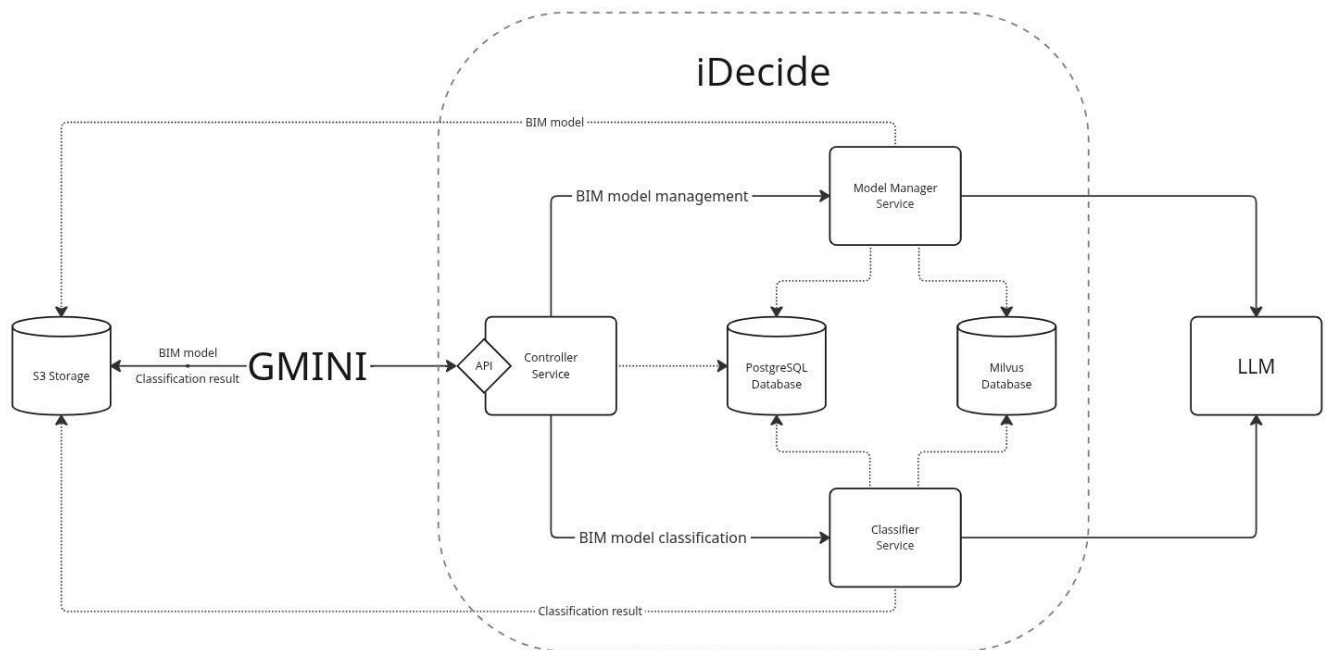 iDecide
BIM model
BIM model management
Model Manager
Service
S3 Storage
BIM model
Classification result
GMINI
API
Controller
Service
PostgreSQL
Database
Milvus
Database
LLM
BIM model classification
Classifier
Service
Classification result